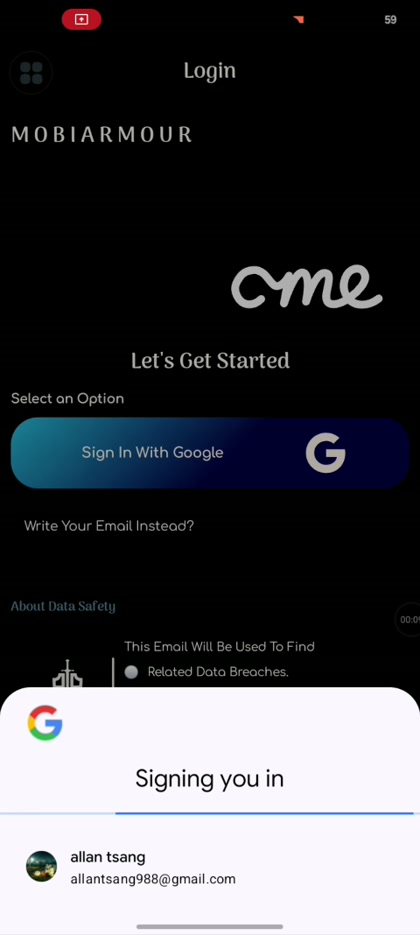 59
Login
MOBIARMOUR
me
Let's Get Started
Select an Option
Sign In With Google
G
Write Your Email Instead?
About Data Safety
This Email Will Be Used To Find
Related Data Breaches.
G
Signing you in
allan tsang
allantsang988@gmail.com